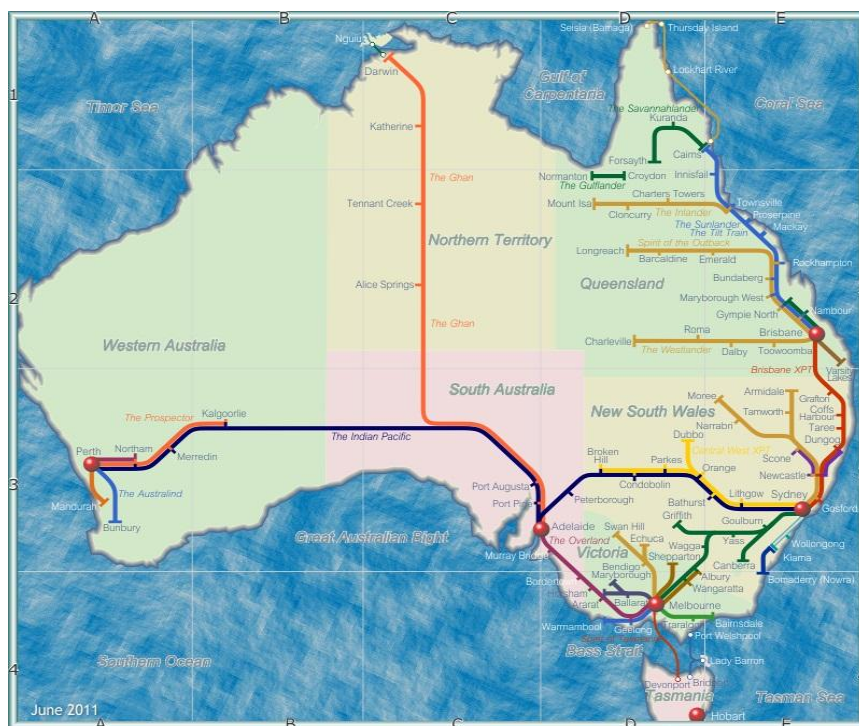 A B C D E
1
2
3
4
Timor Sea
Nguiu
Darwin
Katherine
The Ghan
Tennant Creek
Northern Territory
Alice Springs
The Ghan
Gulf of
Carpentaria
Seisia (Bamaga)
Thursday Island
Lockhart River
Coral Sea
The Savannahlander
Kuranda
Cairns
Forsyath
Normanton
Croydon
The Gulflander
Innisfail
Mount Isa
Charters Towers
Cloncurry
The Inlander
Townsville
The Sunlander
The Tilt Train
Proserpine
Mackay
Spirit of the Outback
Longreach
Barcaldine
Emerald
Rockhampton
Queensland
Bundaberg
Maryborough West
Gympie North
Nambour
Brisbane
Charleville
Roma
The Westlander
Dalby
Toowoomba
Varsity
Lakes
Brisbane XPT
Western Australia
South Australia
New South Wales
Moree
Armidale
Grafton
Tamworth
Coffs
Harbour
Narrabri
Taree
Dungog
Dubbo
Central West XPT
Scone
Newcastle
The Prospector
Kalgoorlie
The Indian Pacific
Perth
Northam
Merredin
Mandurah
The Australind
Bunbury
Broken
Hill
Parkes
Orange
Condobolin
Bathurst
Lithgow
Sydney
Gosford
Port Augusta
Port Pirie
Peterborough
Adelaide
The Overland
Murray Bridge
Great Australian Bight
Griffith
Goulburn
Yass
Wollongong
Kiama
Canberra
Bomaderry (Nowra)
Swan Hill
Echuca
Shepparton
Wagga
Victoria
Bendigo
Maryborough
Albury
Wangaratta
Bordertown
Horsham
Ararat
Ballarat
Melbourne
Warrnambool
Geelong
Traralgon
Bairnsdale
Port Welshpool
Bass Strait
Lady Barron
Devonport
Tasmania
Hobart
Southern Ocean
Tasman Sea
June 2011
A B C D E